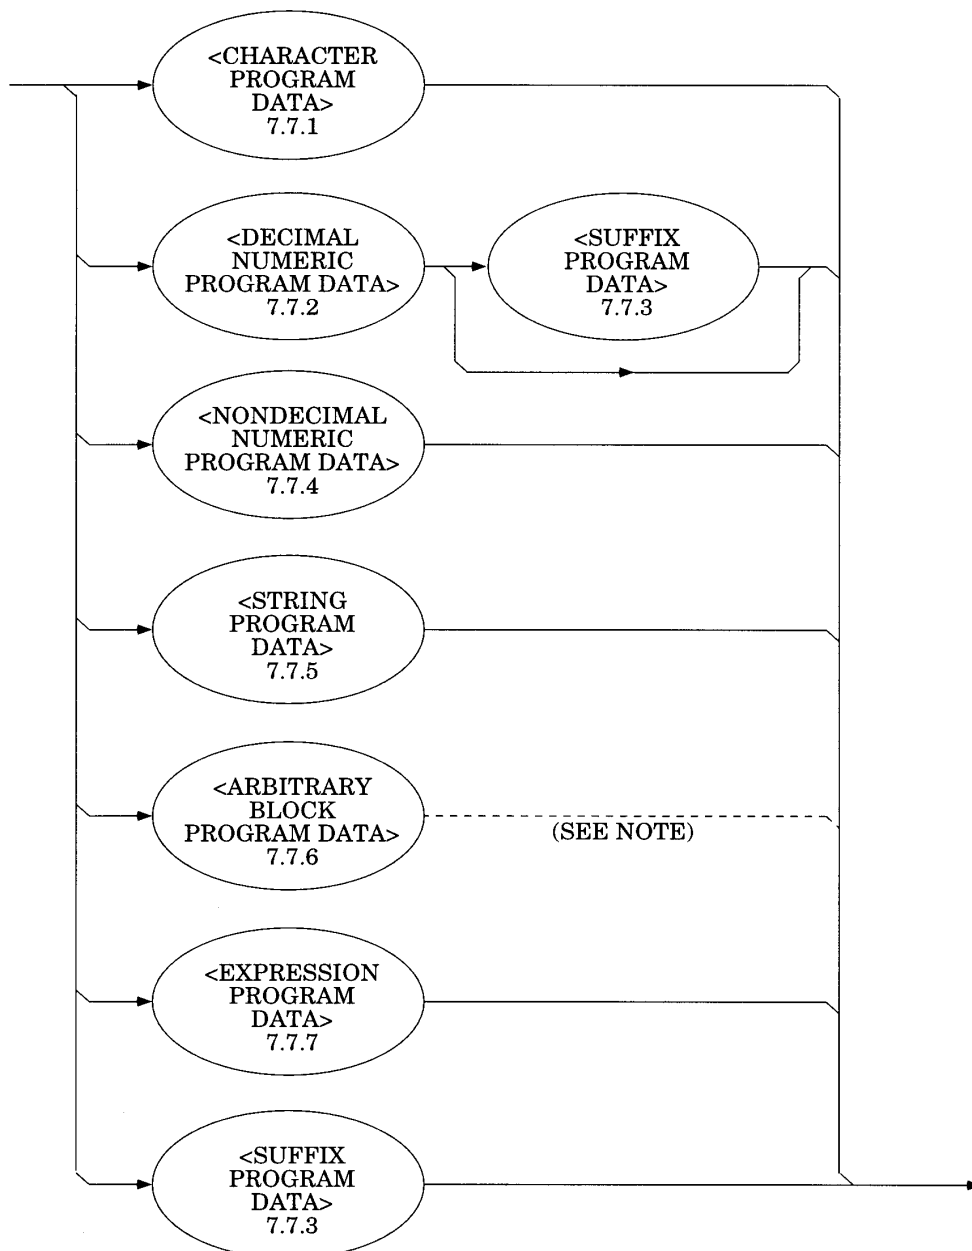 <CHARACTER
PROGRAM
DATA>
7.7.1
<DECIMAL
NUMERIC
PROGRAM DATA>
7.7.2
<SUFFIX
PROGRAM
DATA>
7.7.3
<NONDECIMAL
NUMERIC
PROGRAM DATA>
7.7.4
<STRING
PROGRAM
DATA>
7.7.5
<ARBITRARY
BLOCK
PROGRAM DATA>
7.7.6
(SEE NOTE)
<EXPRESSION
PROGRAM
DATA>
7.7.7
<SUFFIX
PROGRAM
DATA>
7.7.3